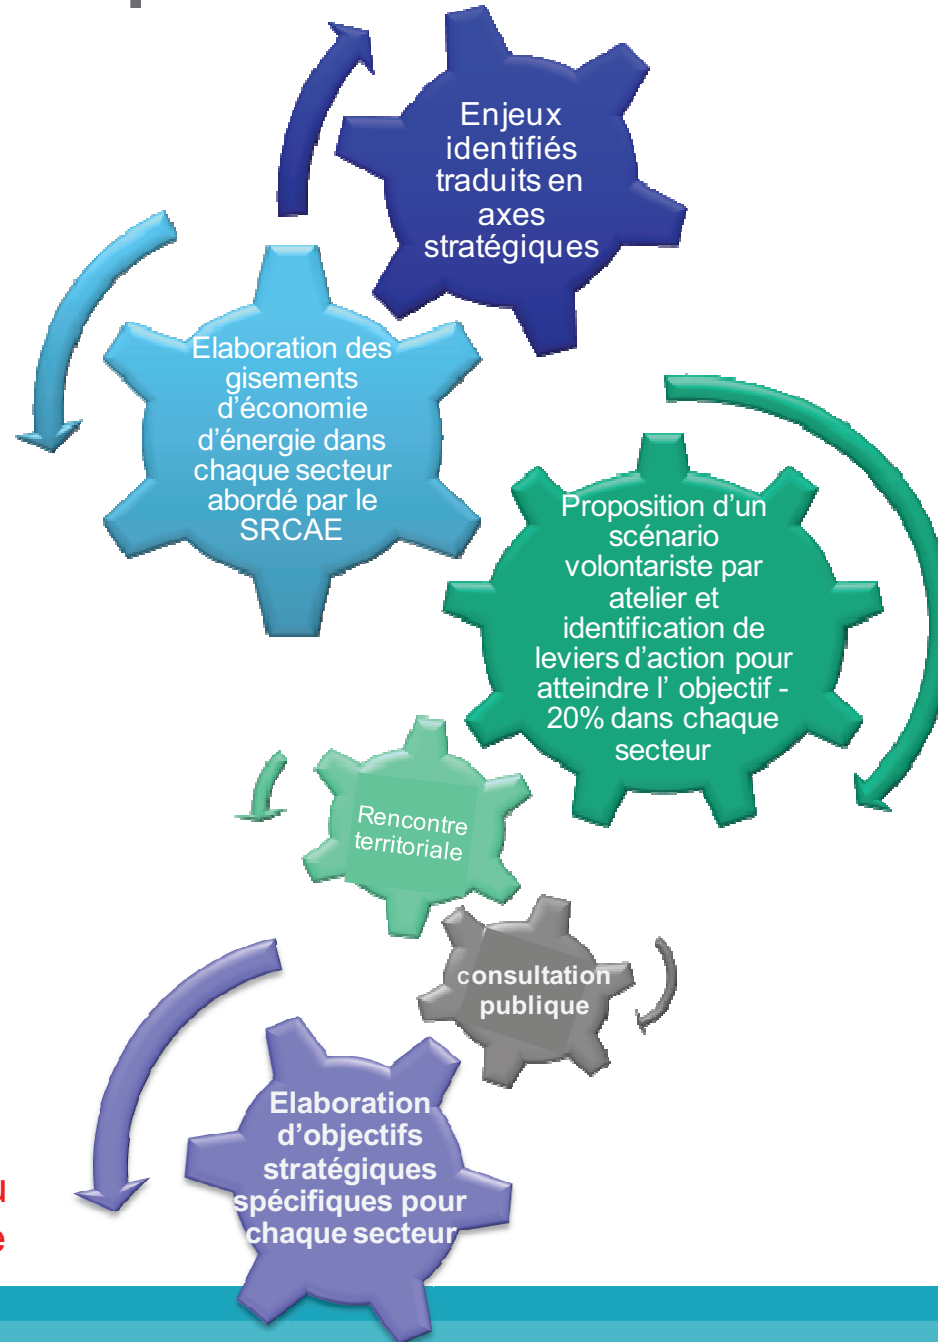 Enjeux
identifiés
traduits en
axes
stratégiques
Elaboration des
gisements
d’économie
d’énergie dans
chaque secteur
abordé par le
SRCAE
Proposition d’un
scénario
volontariste par
atelier et
identification de
leviers d’action pour
atteindre l’ objectif -
20% dans chaque
secteur
Rencontre
territoriale
consultation
publique
Elaboration
d’objectifs
stratégiques
spécifiques pour
chaque secteur